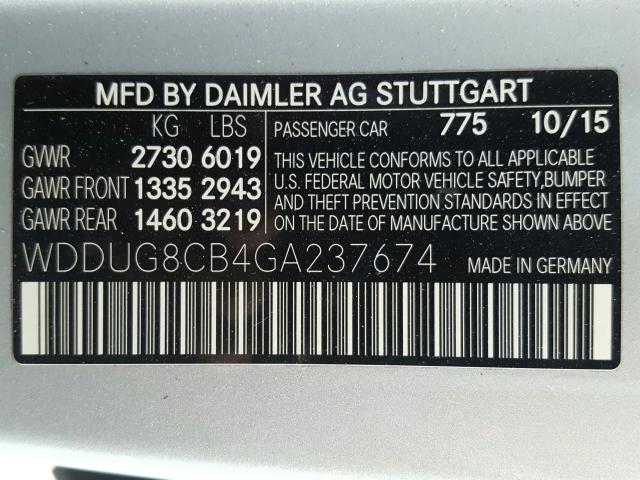 MFD BY DAIMLER AG STUTTGART
KG LBS PASSENGER CAR 775 10/15
GVWR 2730 6019
GAWR FRONT 1335 2943
GAWR REAR 1460 3219
THIS VEHICLE CONFORMS TO ALL APPLICABLE
U.S. FEDERAL MOTOR VEHICLE SAFETY,BUMPER
AND THEFT PREVENTION STANDARDS IN EFFECT
ON THE DATE OF MANUFACTURE SHOWN ABOVE
WDDUG8CB4GA237674 MADE IN GERMANY